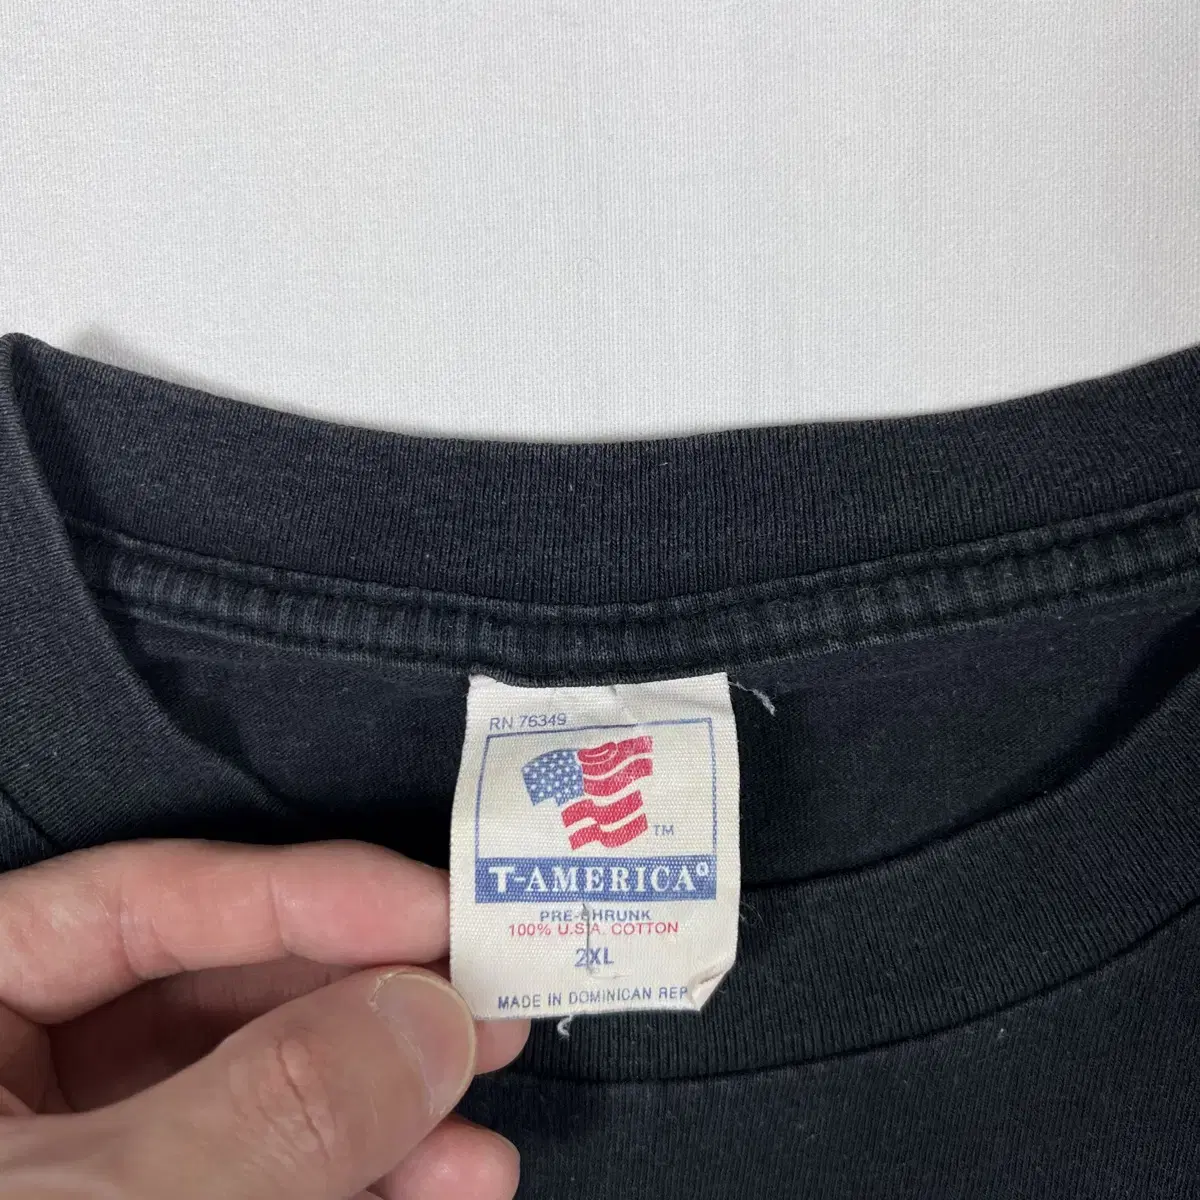 RN 76349
TM
T-AMERICA®
PRE-SHRUNK
100% U.S.A. COTTON
2XL
MADE IN DOMINICAN REP